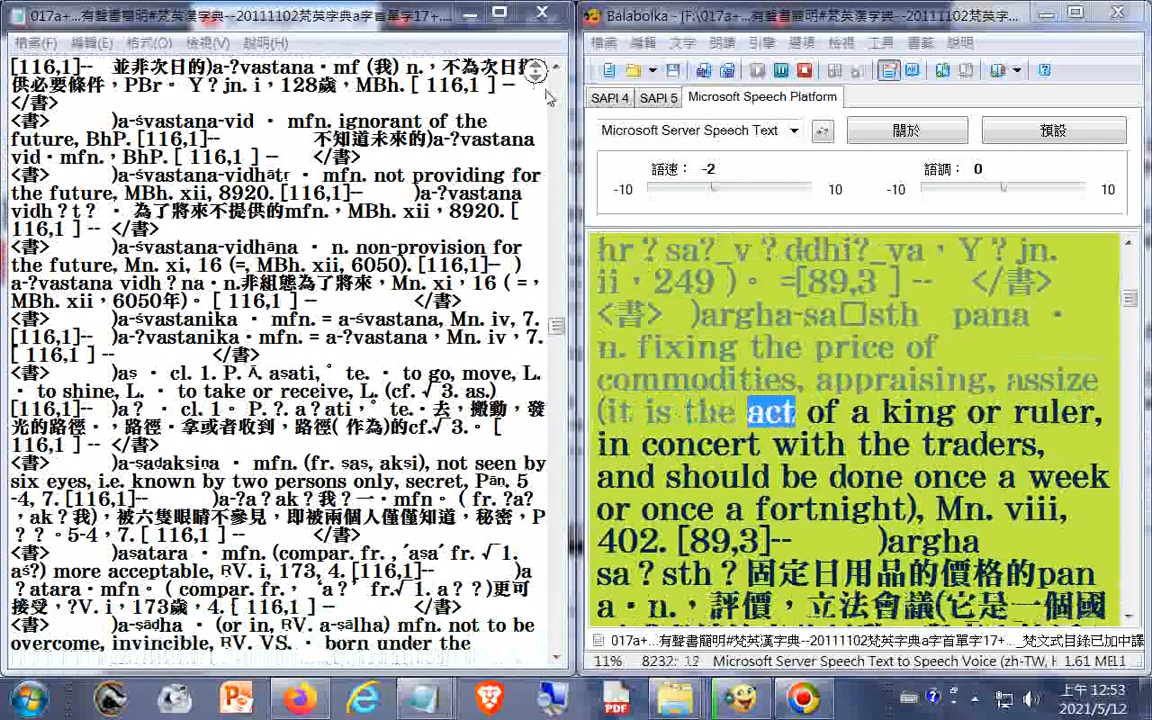 017a+...有聲書簡明#梵英漢字典--20111102梵英字典a字首單字17+...
檔案(F) 編輯(E) 格式(O) 檢視(V) 說明(H)
[116,1]-- 並非次日的)a-?vastana‧mf (我) n.，不為次日
供必要條件，PBr。 Y？jn. i，128歲，MBh. [ 116,1 ] --
</書>
<書> )a-śvastana-vid ‧ mfn. ignorant of the
future, BhP. [116,1]-- 不知道未來的)a-?vastana
vid‧mfn.，BhP. [ 116,1 ] -- </書>
<書> )a-śvastana-vidhātṛ ‧ mfn. not providing for
the future, MBh. xii, 8920. [116,1]-- )a-?vastana
vidh？t？ ‧ 為了將來不提供的mfn.，MBh. xii，8920. [
116,1 ] -- </書>
<書> )a-śvastana-vidhāna ‧ n. non-provision for
the future, Mn. xi, 16 (=, MBh. xii, 6050). [116,1]-- )
a-?vastana vidh？na‧n.非組態為了將來，Mn. xi，16 ( =，
MBh. xii，6050年)。 [ 116,1 ] -- </書>
<書> )a-śvastanika ‧ mfn. = a-śvastana, Mn. iv, 7.
[116,1]-- )a-?vastanika‧mfn. = a-?vastana，Mn. iv，7.
[ 116,1 ] -- </書>
<書> )aṣ ‧ cl. 1. P. Ā. aṣati, ° te. ‧ to go, move, L.
‧ to shine, L. ‧ to take or receive, L. (cf. √ 3. as.)
[116,1]-- )a？ ‧ cl. 1。 P. ?. a？ati，° te.‧去，搬動，發
光的路徑‧，路徑‧拿或者收到，路徑( 作為)的cf.√ 3.。 [
116,1 ] -- </書>
<書> )a-ṣaḍakṣīṇa ‧ mfn. (fr. ṣaṣ, akṣi), not seen by
six eyes, i.e. known by two persons only, secret, Pāṇ. 5
-4, 7. [116,1]-- )a-?a？ak？我？一‧mfn。 ( fr. ?a?
，ak？我)，被六隻眼睛不參見，即被兩個人僅僅知道，秘密，P
？？。5-4，7. [ 116,1 ] -- </書>
<書> )aṣatara ‧ mfn. (compar. fr. , 'aṣa' fr. √ 1.
aś?) more acceptable, ṚV. i, 173, 4. [116,1]-- )a
？atara‧mfn。 ( compar. fr.， 'a？' fr.√ 1. a？？)更可
接受，?V. i，173歲，4. [ 116,1 ] -- </書>
<書> )a-ṣāḍha ‧ (or in, ṚV. a-ṣālha) mfn. not to be
overcome, invincible, ṚV. VS. ‧ born under the
Balabolka - [F:\017a+...有聲書簡明#梵英漢字典--20111102梵英字...
檔案 編輯 文字 朗讀 引擎 選項 檢視 工具 書籤 說明
SAPI 4 SAPI 5 Microsoft Speech Platform
Microsoft Server Speech Text 關於 預設
語速： -2 語調： 0
-10 10 -10 10
hr？sa？_v？ddhi？_ya，Y？jn.
ii，249 )。 =[89,3 ] -- </書>
<書> )argha-sa□sth pana ‧
n. fixing the price of
commodities, appraising, assize
(it is the act of a king or ruler,
in concert with the traders,
and should be done once a week
or once a fortnight), Mn. viii,
402. [89,3]-- )argha
sa？sth？固定日用品的價格的pan
a‧n.，評價，立法會議(它是一個國
017a+...有聲書簡明#梵英漢字典--20111102梵英字典a字首單字17+..._梵文式目錄已加中譯
11% Microsoft Server Speech Text to Speech Voice (zh-TW, H 1.61 MB
上午 12:53
2021/5/12